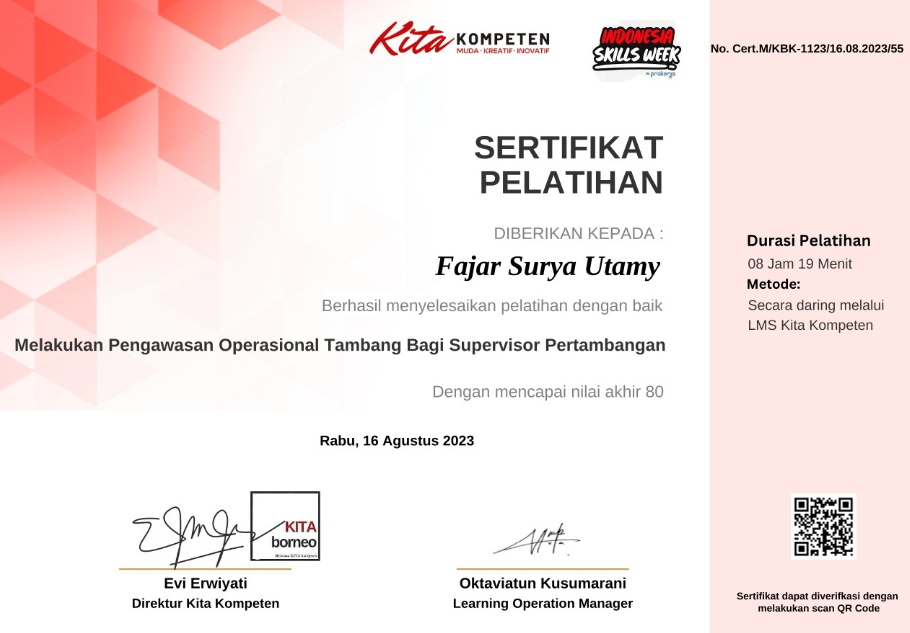 Kita KOMPETEN
MUDA · KREATIF · INOVATIF
INDONESIA
SKILLS WEEK
by prakerja
No. Cert.M/KBK-1123/16.08.2023/55
SERTIFIKAT
PELATIHAN
DIBERIKAN KEPADA :
Fajar Surya Utamy
Berhasil menyelesaikan pelatihan dengan baik
Melakukan Pengawasan Operasional Tambang Bagi Supervisor Pertambangan
Dengan mencapai nilai akhir 80
Rabu, 16 Agustus 2023
Durasi Pelatihan
08 Jam 19 Menit
Metode:
Secara daring melalui
LMS Kita Kompeten
KITA
borneo
Evi Erwiyati
Direktur Kita Kompeten
Oktaviatun Kusumarani
Learning Operation Manager
Sertifikat dapat diverifkasi dengan
melakukan scan QR Code